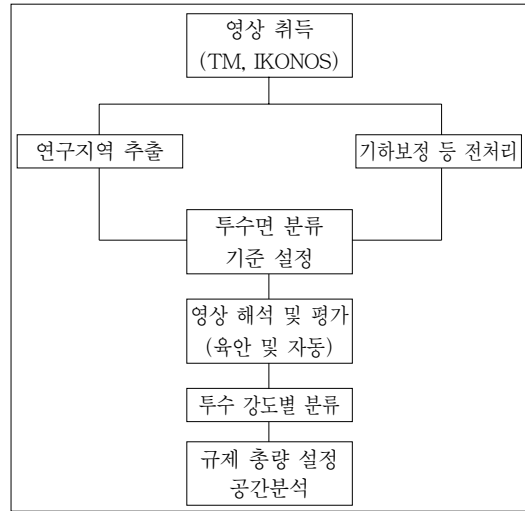 영상 취득
(TM, IKONOS)
연구지역 추출
기하보정 등 전처리
투수면 분류
기준 설정
영상 해석 및 평가
(육안 및 자동)
투수 강도별 분류
규제 총량 설정
공간분석